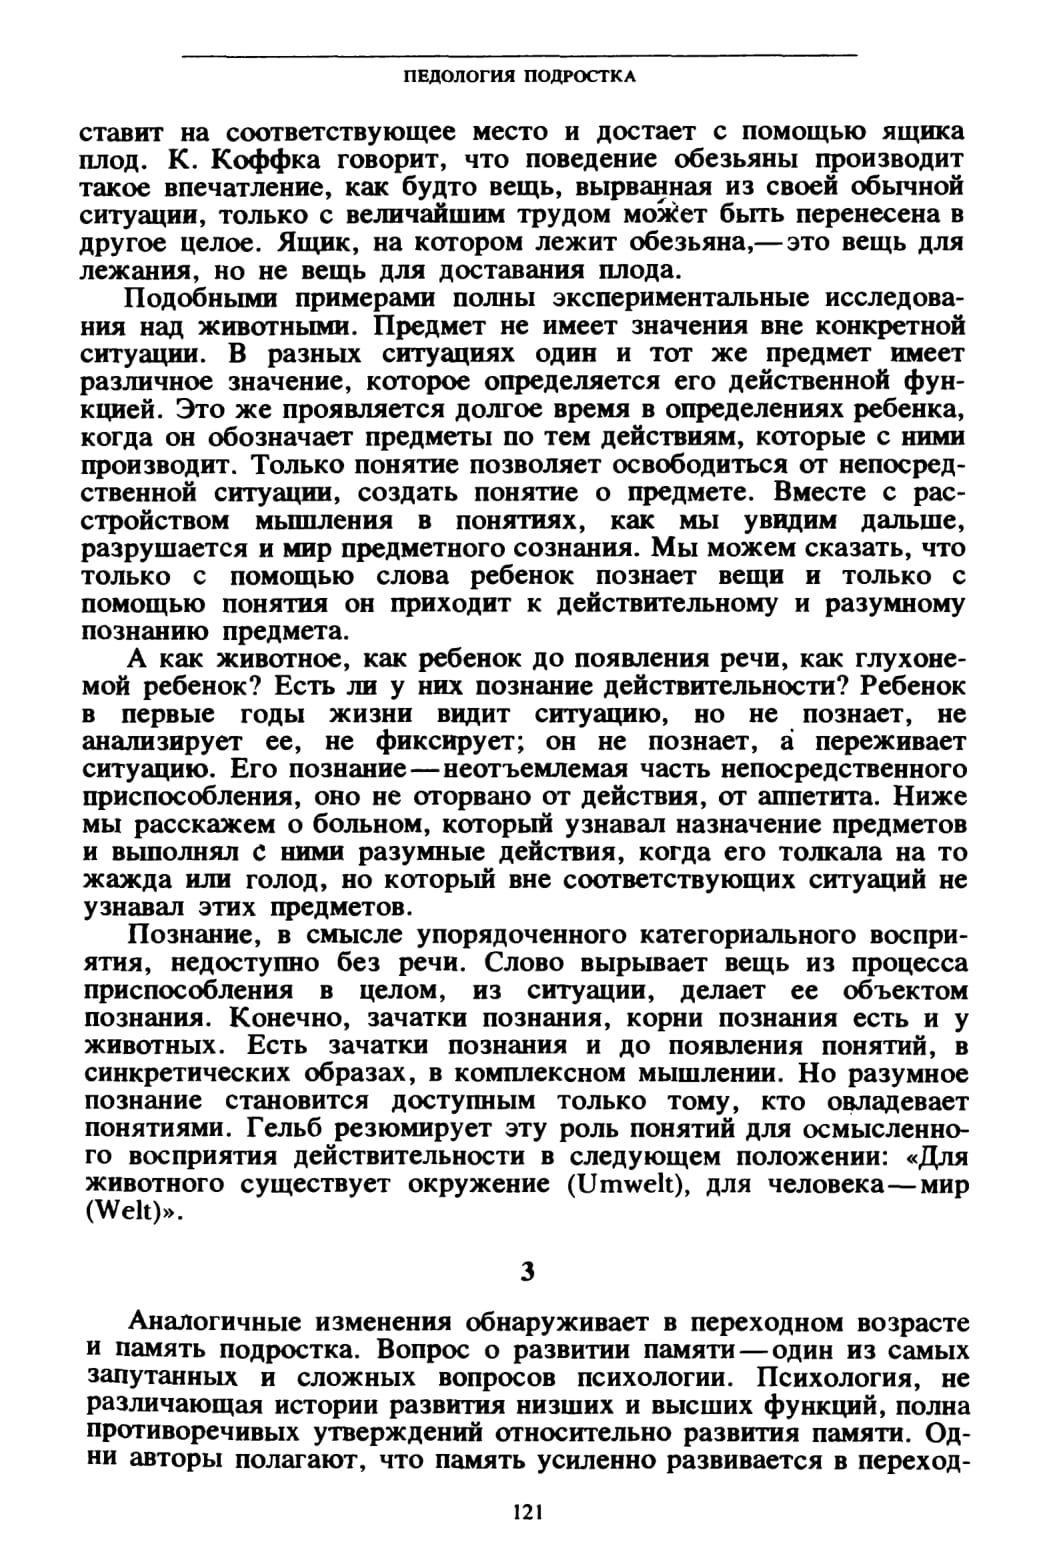 ПЕДОЛОГИЯ ПОДРОСТКА
ставит на соответствующее место и достает с помощью ящика
плод. К. Коффка говорит, что поведение обезьяны производит
такое впечатление, как будто вещь, вырванная из своей обычной
ситуации, только с величайшим трудом может быть перенесена в
другое целое. Ящик, на котором лежит обезьяна,—это вещь для
лежания, но не вещь для доставания плода.
Подобными примерами полны экспериментальные исследова-
ния над животными. Предмет не имеет значения вне конкретной
ситуации. В разных ситуациях один и тот же предмет имеет
различное значение, которое определяется его действенной фун-
кцией. Это же проявляется долгое время в определениях ребенка,
когда он обозначает предметы по тем действиям, которые с ними
производит. Только понятие позволяет освободиться от непосред-
ственной ситуации, создать понятие о предмете. Вместе с рас-
стройством мышления в понятиях, как мы увидим дальше,
разрушается и мир предметного сознания. Мы можем сказать, что
только с помощью слова ребенок познает вещи и только с
помощью понятия он приходит к действительному и разумному
познанию предмета.
А как животное, как ребенок до появления речи, как глухоне-
мой ребенок? Есть ли у них познание действительности? Ребенок
в первые годы жизни видит ситуацию, но не познает, не
анализирует ее, не фиксирует; он не познает, а переживает
ситуацию. Его познание—неотъемлемая часть непосредственного
приспособления, оно не оторвано от действия, от аппетита. Ниже
мы расскажем о больном, который узнавал назначение предметов
и выполнял с ними разумные действия, когда его толкала на то
жажда или голод, но который вне соответствующих ситуаций не
узнавал этих предметов.
Познание, в смысле упорядоченного категориального воспри-
ятия, недоступно без речи. Слово вырывает вещь из процесса
приспособления в целом, из ситуации, делает ее объектом
познания. Конечно, зачатки познания, корни познания есть и у
животных. Есть зачатки познания и до появления понятий, в
синкретических образах, в комплексном мышлении. Но разумное
познание становится доступным только тому, кто овладевает
понятиями. Гельб резюмирует эту роль понятий для осмысленно-
го восприятия действительности в следующем положении: «Для
животного существует окружение (Umwelt), для человека—мир
(Welt)».
3
Аналогичные изменения обнаруживает в переходном возрасте
и память подростка. Вопрос о развитии памяти—один из самых
запутанных и сложных вопросов психологии. Психология, не
различающая истории развития низших и высших функций, полна
противоречивых утверждений относительно развития памяти. Од-
ни авторы полагают, что память усиленно развивается в переход-
121